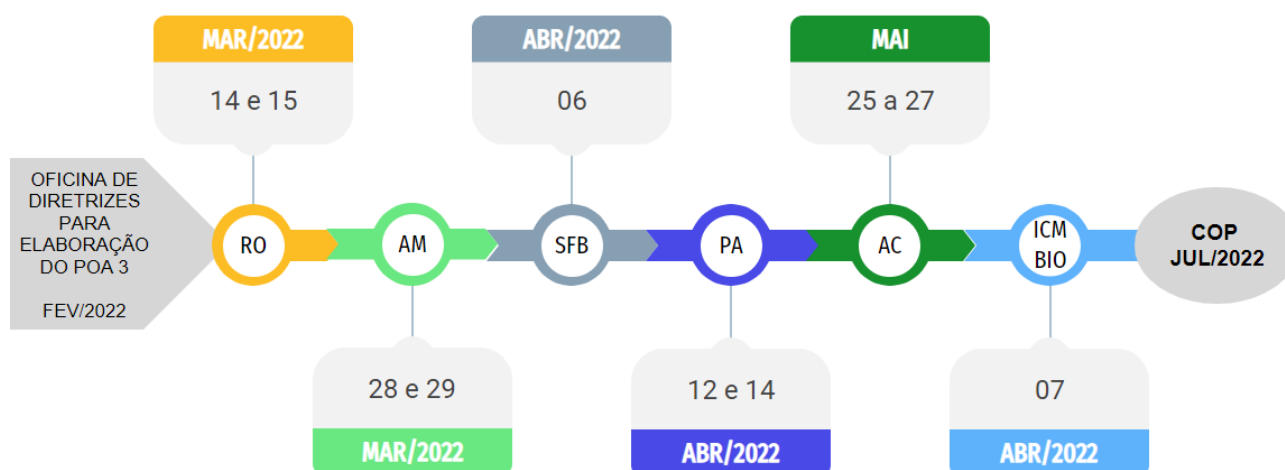 MAR/2022
14 e 15
ABR/2022
06
MAI
25 a 27
OFICINA DE
DIRETRIZES
PARA
ELABORAÇÃO
DO POA 3
FEV/2022
RO
AM
SFB
PA
AC
ICM
BIO
COP
JUL/2022
28 e 29
MAR/2022
12 e 14
ABR/2022
07
ABR/2022